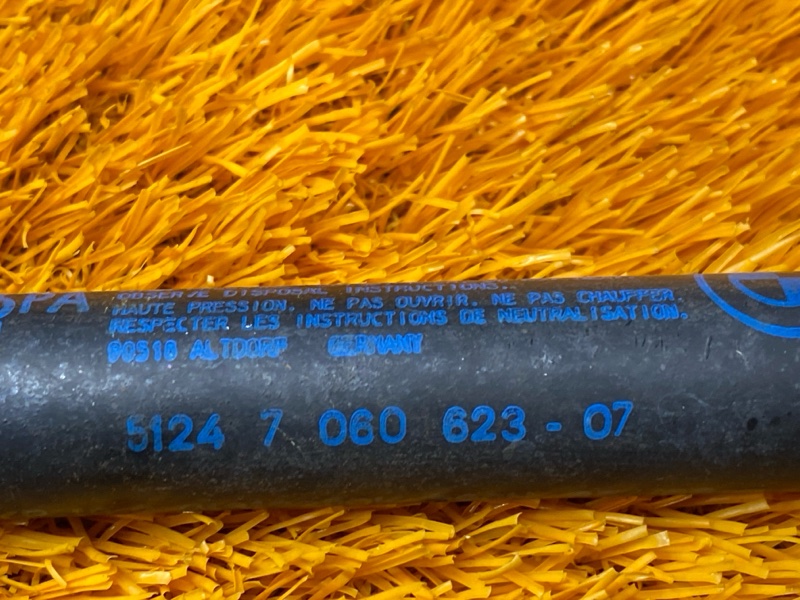 SPA
OBSERVE DISPOSAL INSTRUCTIONS.
HAUTE PRESSION. NE PAS OUVRIR. NE PAS CHAUFFER
RESPECTER LES INSTRUCTIONS DE NEUTRALISATION.
90518 ALTDORF GERMANY
5124 7 060 623 - 07